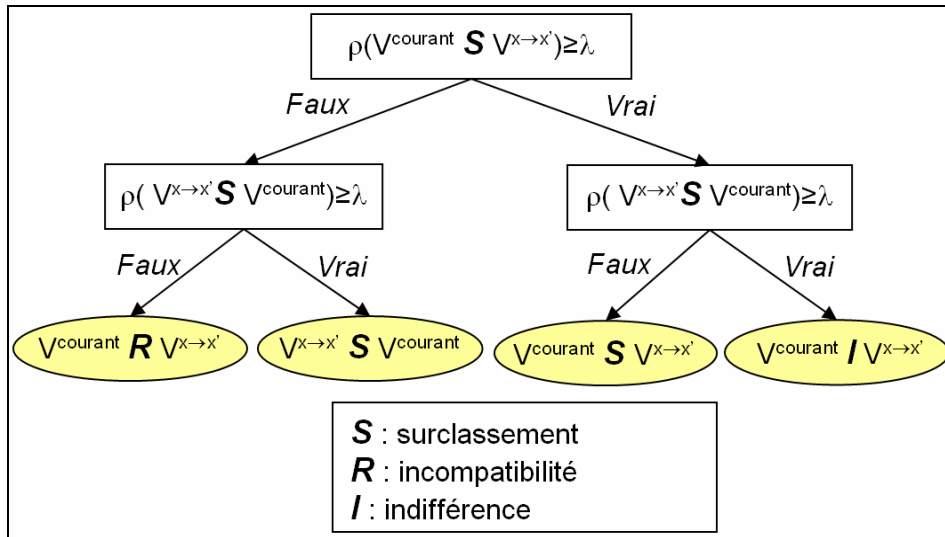 ρ(V^courant S V^x→x')≥λ
Faux Vrai
ρ( V^x→x' S V^courant)≥λ ρ( V^x→x' S V^courant)≥λ
Faux Vrai Faux Vrai
V^courant R V^x→x' V^x→x' S V^courant V^courant S V^x→x' V^courant I V^x→x'
S : surclassement
R : incompatibilité
I : indifférence